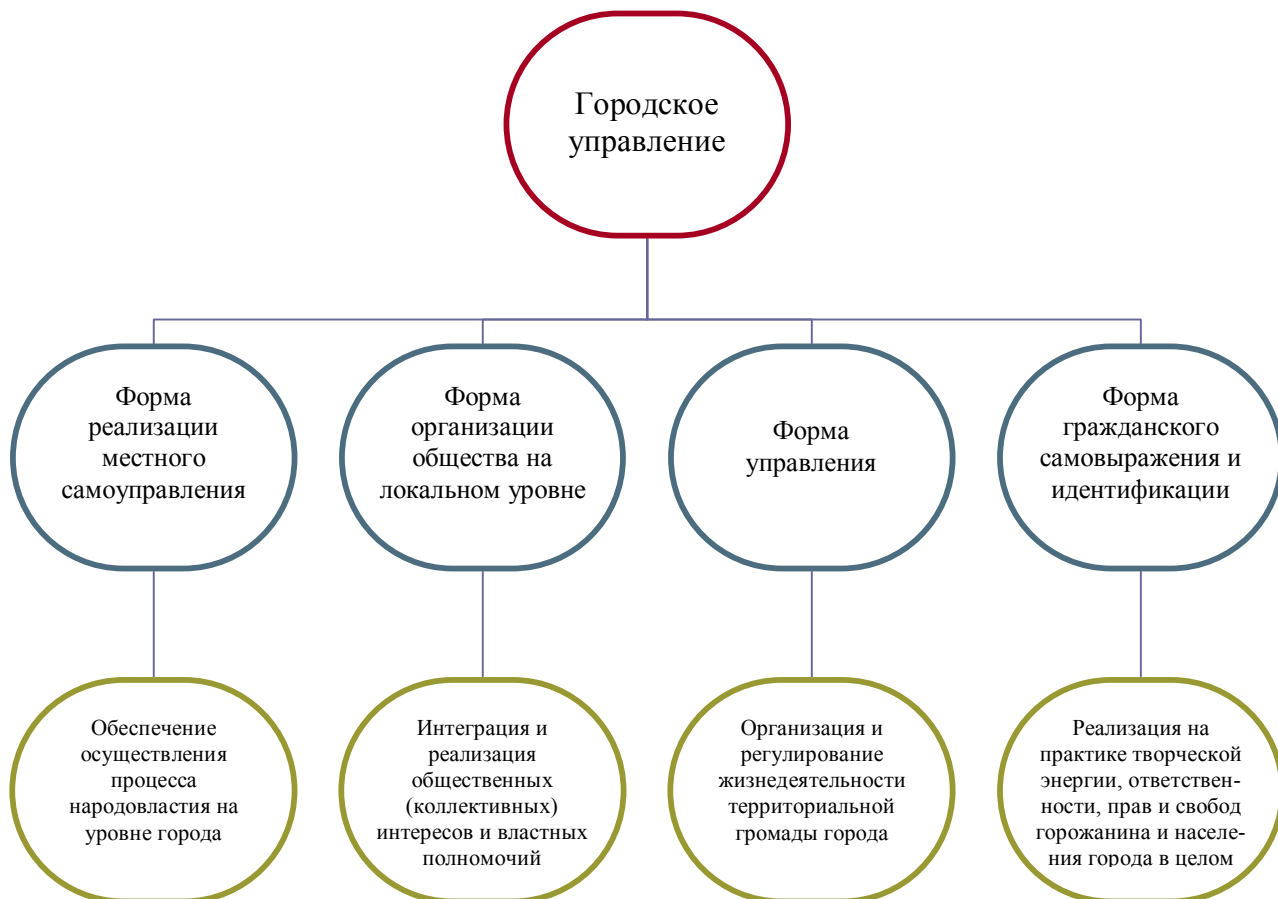 Городское
управление
Форма
реализации
местного
самоуправления
Форма
организации
общества на
локальном уровне
Форма
управления
Форма
гражданского
самовыражения и
идентификации
Обеспечение
осуществления
процесса
народовластия на
уровне города
Интеграция и
реализация
общественных
(коллективных)
интересов и властных
полномочий
Организация и
регулирование
жизнедеятельности
территориальной
громады города
Реализация на
практике творческой
энергии, ответствен-
ности, прав и свобод
горожанина и населе-
ния города в целом